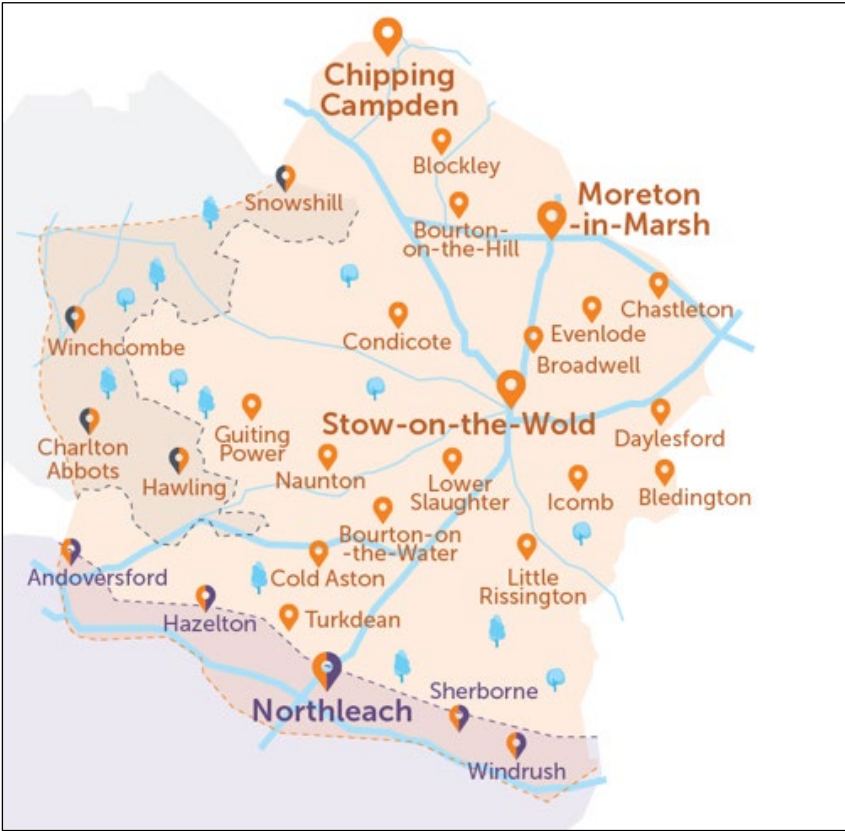 Chipping
Campden
Blockley
Snowshill
Moreton
-in-Marsh
Bourton-
on-the-Hill
Chastleton
Evenlode
Condicote
Winchcombe
Broadwell
Stow-on-the-Wold
Guiting
Power
Daylesford
Charlton
Abbots
Hawling
Naunton
Lower
Slaughter
Icomb
Bledington
Bourton-on
-the-Water
Andoversford
Cold Aston
Little
Rissington
Hazelton
Turkdean
Sherborne
Northleach
Windrush